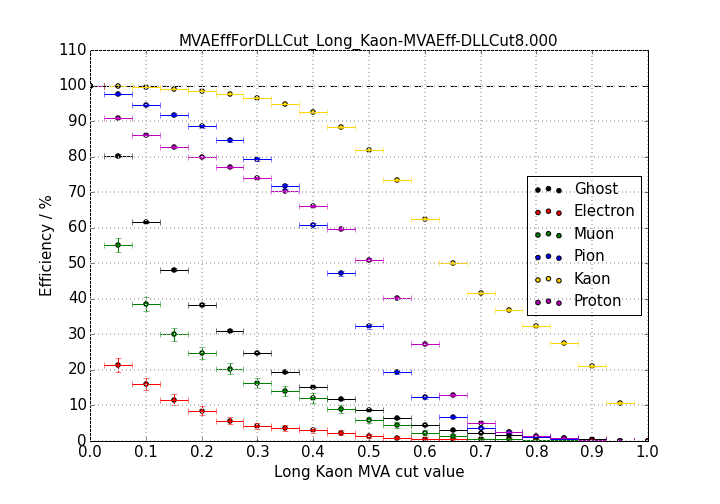 MVAEffForDLLCut_Long_Kaon-MVAEff-DLLCut8.000
110
100
90
80
70
60
50
40
30
20
10
0
Efficiency / %
Ghost
Electron
Muon
Pion
Kaon
Proton
0.0 0.1 0.2 0.3 0.4 0.5 0.6 0.7 0.8 0.9 1.0
Long Kaon MVA cut value